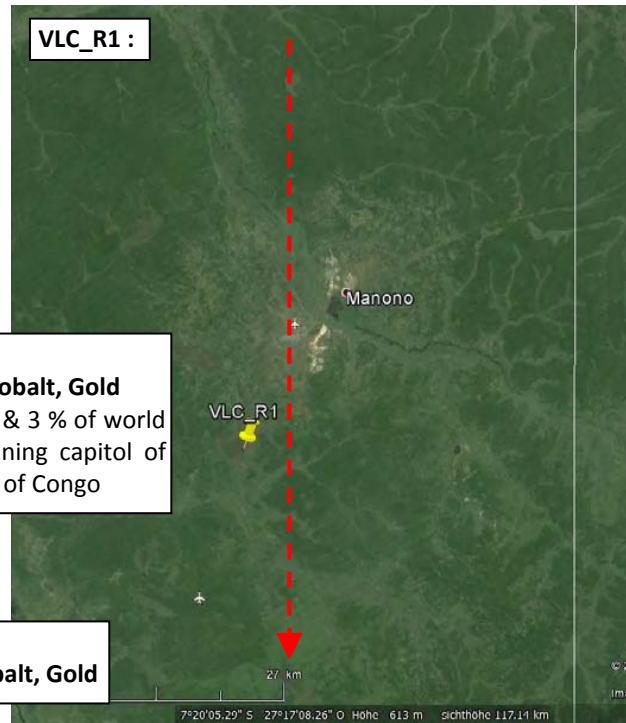 VLC_R1 :
Manono
obalt, Gold
& 3 % of world
VLC_R1
ning capitol of
of Congo
balt, Gold
27 km
7°20'05.29" S 27°17'08.26" O Höhe 613 m sichthöhe 117.14 km